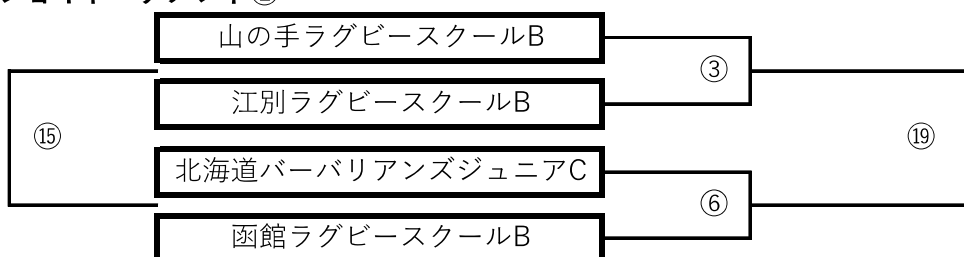 山の手ラグビースクールB
③
江別ラグビースクールB
⑮
⑲
北海道バーバリアンズジュニアC
⑥
函館ラグビースクールB